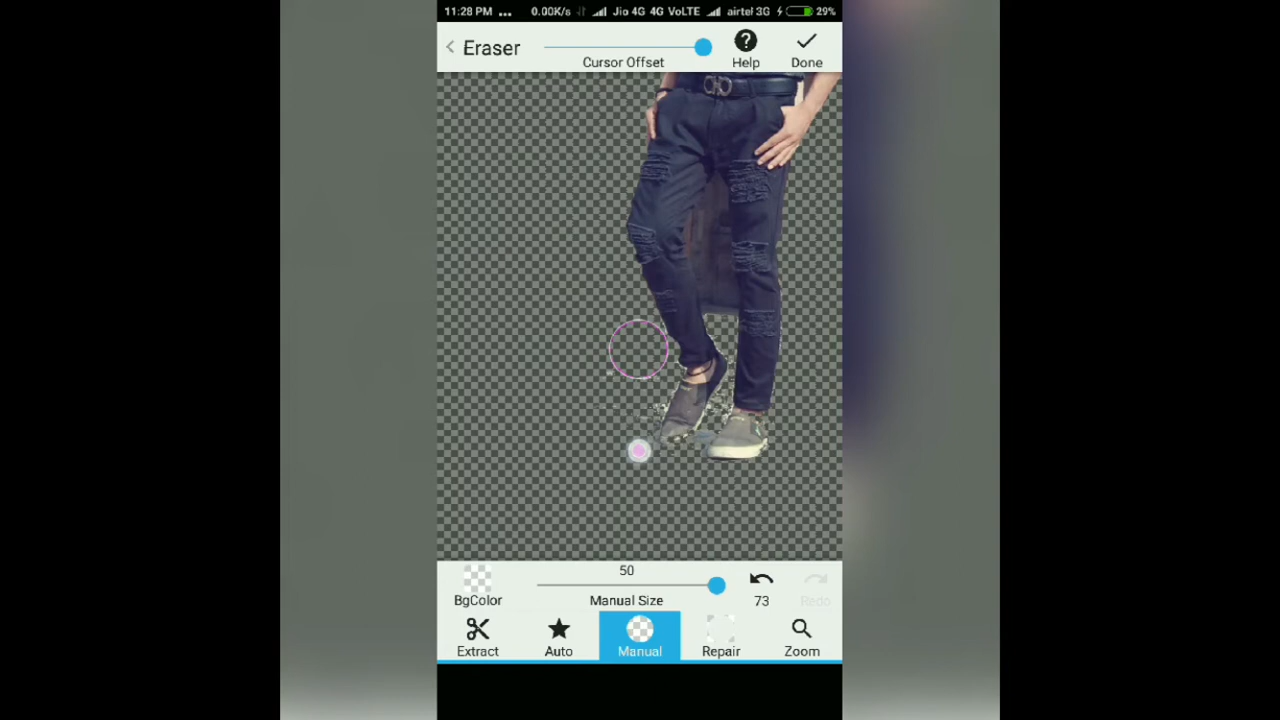 11:28 PM ... 0.00K/s Jio 4G 4G VoLTE airtel 3G 29%
Eraser
Cursor Offset
Help
Done
50
BgColor
Manual Size
73
Redo
Extract
Auto
Manual
Repair
Zoom